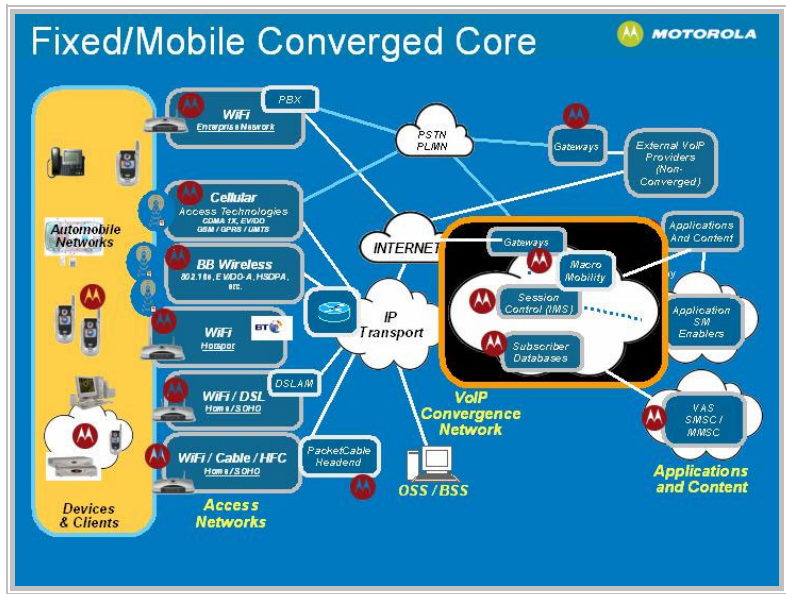 Fixed/Mobile Converged Core
MOTOROLA
PBX
WiFi
Enterprise Network
PSTN
PLMN
Gateways
External VoIP
Providers
(Non-
Converged)
Cellular
Access Technologies
CDMA 1X, EVDO
GSM / GPRS / UMTS
Automobile
Networks
INTERNET
Gateways
Applications
And Content
BB Wireless
802.16e, EVDO-A, HSDPA,
etc.
Macro
Mobility
Session
Control (IMS)
IP
Transport
Application
SM
Enablers
WiFi
Hotspot
BT
Subscriber
Databases
DSLAM
WiFi / DSL
Home/SOHO
VoIP
Convergence
Network
VAS
SMSC /
MMSC
WiFi / Cable / HFC
Home/SOHO
PacketCable
Headend
OSS / BSS
Applications
and Content
Devices
& Clients
Access
Networks